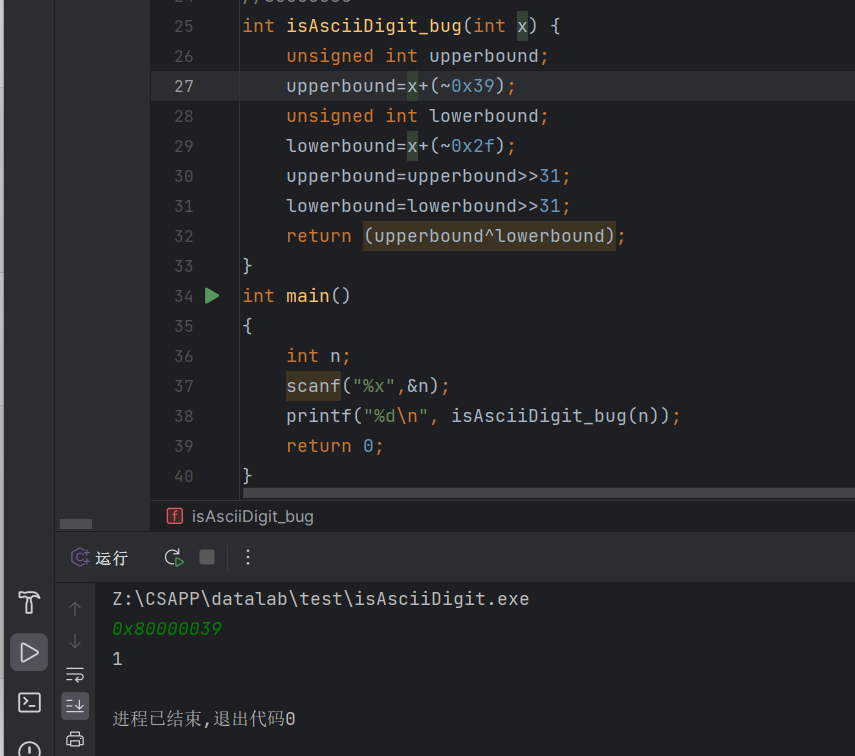 25 int isAsciiDigit_bug(int x) {
26 unsigned int upperbound;
27 upperbound=x+(~0x39);
28 unsigned int lowerbound;
29 lowerbound=x+(~0x2f);
30 upperbound=upperbound>>31;
31 lowerbound=lowerbound>>31;
32 return (upperbound^lowerbound);
33 }
34 int main()
35 {
36 int n;
37 scanf("%x",&n);
38 printf("%d\n", isAsciiDigit_bug(n));
39 return 0;
40 }
f isAsciiDigit_bug
运行
Z:\CSAPP\datalab\test\isAsciiDigit.exe
0x80000039
1
进程已结束,退出代码0